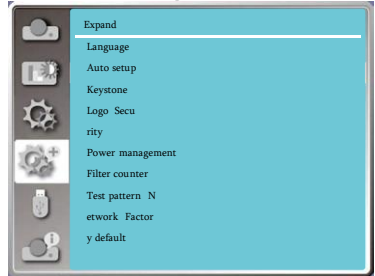 Expand
Language
Auto setup
Keystone
Logo Secu
rity
Power management
Filter counter
Test pattern N
etwork Factor
y default